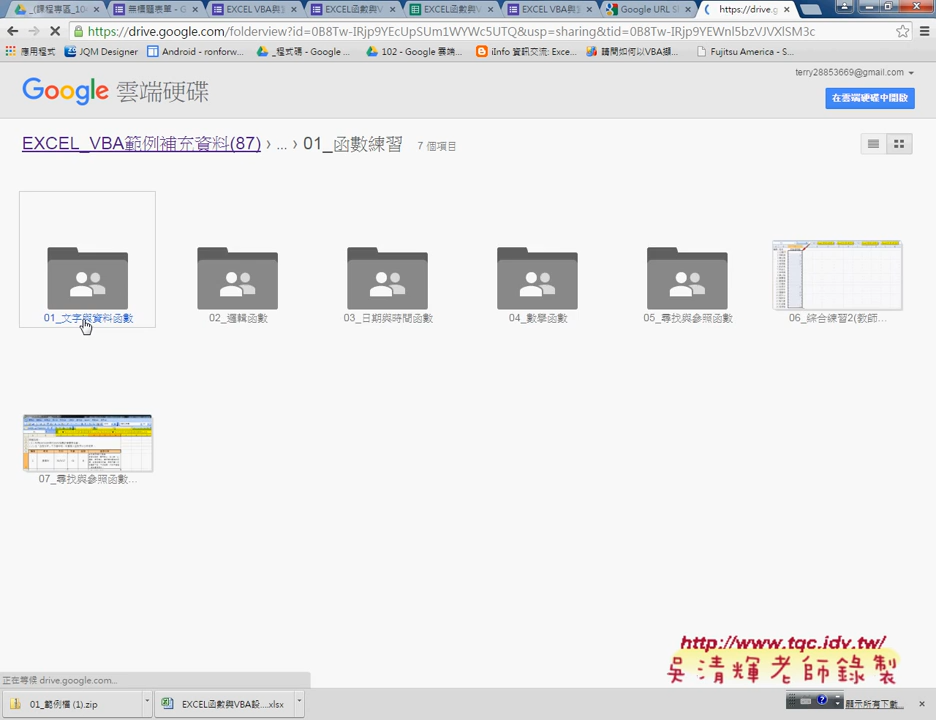 _(課程專區_10
無標題表單 - G
EXCEL VBA與
EXCEL函數與V
EXCEL函數與V
EXCEL VBA與
Google URL S
https://drive.g
https://drive.google.com/folderview?id=0B8Tw-IRjp9YEcUpSUm1WYWc5UTQ&usp=sharing&tid=0B8Tw-IRjp9YEWnl5bzVJVXlSM3c
應用程式
JQM Designer
Android - ronforw...
_程式碼 - Google ...
102 - Google 雲端...
iInfo 資訊交流: Exce...
請問如何以VBA擷...
Fujitsu America - S...
Google 雲端硬碟
terry28853669@gmail.com
在雲端硬碟中開啟
EXCEL_VBA範例補充資料(87) › ... › 01_函數練習 7 個項目
01_文字與資料函數
02_邏輯函數
03_日期與時間函數
04_數學函數
05_尋找與參照函數
06_綜合練習2(教師...
07_尋找與參照函數...
http://www.tqc.idv.tw/
吳清輝老師錄製
正在等候 drive.google.com...
01_範例檔 (1).zip
EXCEL函數與VBA設....xlsx
顯示所有下載...